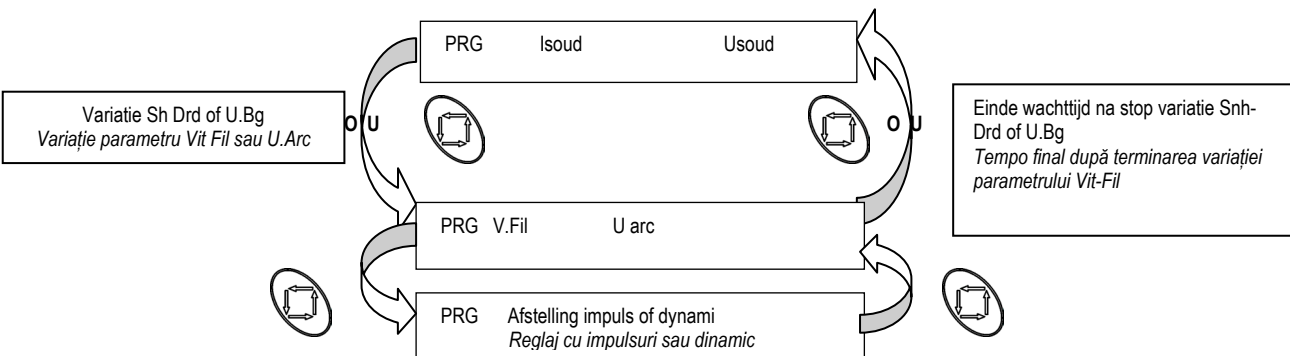 PRG Isoud Usoud
Variatie Sh Drd of U.Bg
Variație parametru Vit Fil sau U.Arc
O U
O U
Einde wachttijd na stop variatie Snh-
Drd of U.Bg
Tempo final după terminarea variației
parametrului Vit-Fil
PRG V.Fil U arc
PRG Afstelling impuls of dynami
Reglaj cu impulsuri sau dinamic